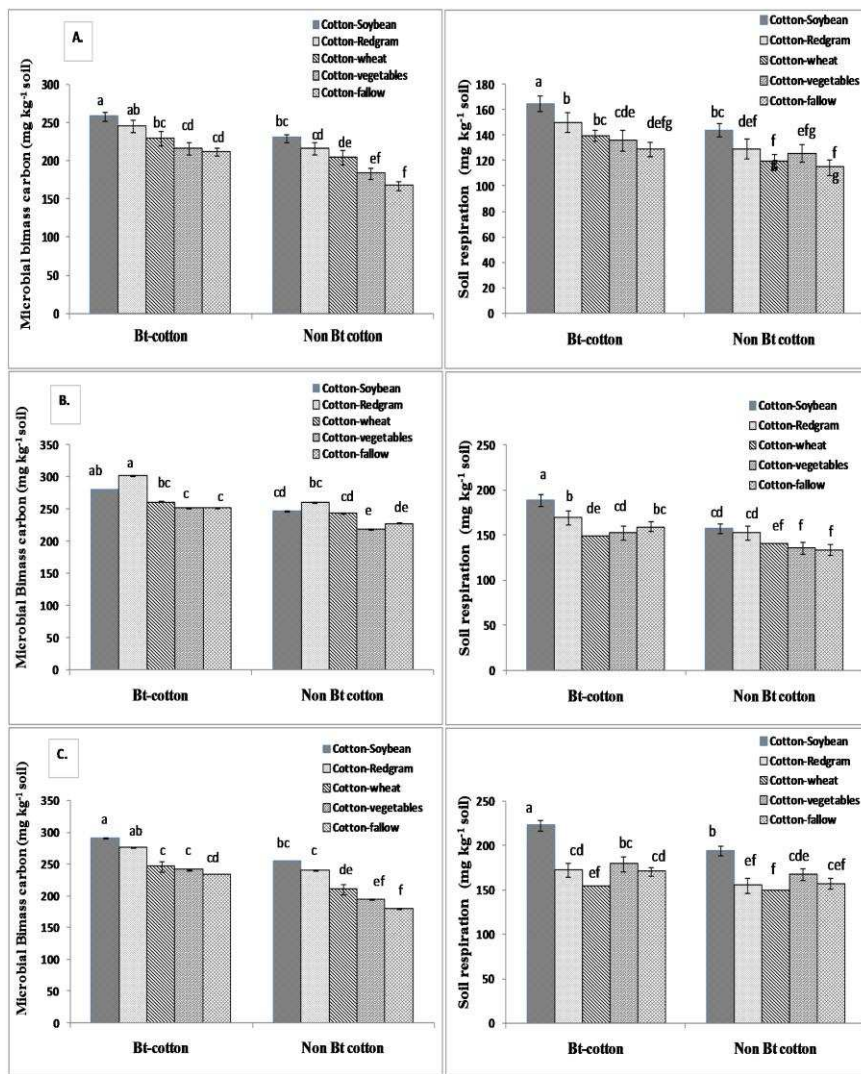 A.
Cotton-Soybean
Cotton-Redgram
Cotton-wheat
Cotton-vegetables
Cotton-fallow
Microbial bimass carbon (mg kg⁻¹ soil)
300
250
200
150
100
50
0
a ab bc cd cd bc cd de ef f
Bt-cotton Non Bt cotton
Cotton-Soybean
Cotton-Redgram
Cotton-wheat
Cotton-vegetables
Cotton-fallow
Soil respiration (mg kg⁻¹ soil)
180
160
140
120
100
80
60
40
20
0
a b bc cde defg bc def f efg f
g g
Bt-cotton Non Bt cotton
B.
Cotton-Soybean
Cotton-Redgram
Cotton-wheat
Cotton-vegetables
Cotton-fallow
Microbial Bimass carbon (mg kg⁻¹ soil)
350
300
250
200
150
100
50
0
ab a bc c c cd bc cd e de
Bt-cotton Non Bt cotton
Cotton-Soybean
Cotton-Redgram
Cotton-wheat
Cotton-vegetables
Cotton-fallow
Soil respiration (mg kg⁻¹ soil)
250
200
150
100
50
0
a b de cd bc cd cd ef f f
Bt-cotton Non Bt cotton
C.
Cotton-Soybean
Cotton-Redgram
Cotton-wheat
Cotton-vegetables
Cotton-fallow
Microbial Bimass carbon (mg kg⁻¹ soil)
350
300
250
200
150
100
50
0
a ab c c cd bc c de ef f
Bt-cotton Non Bt cotton
Cotton-Soybean
Cotton-Redgram
Cotton-wheat
Cotton-vegetables
Cotton-fallow
Soil respiration (mg kg⁻¹ soil)
250
200
150
100
50
0
a cd ef bc cd b ef f cde cef
Bt-cotton Non Bt cotton